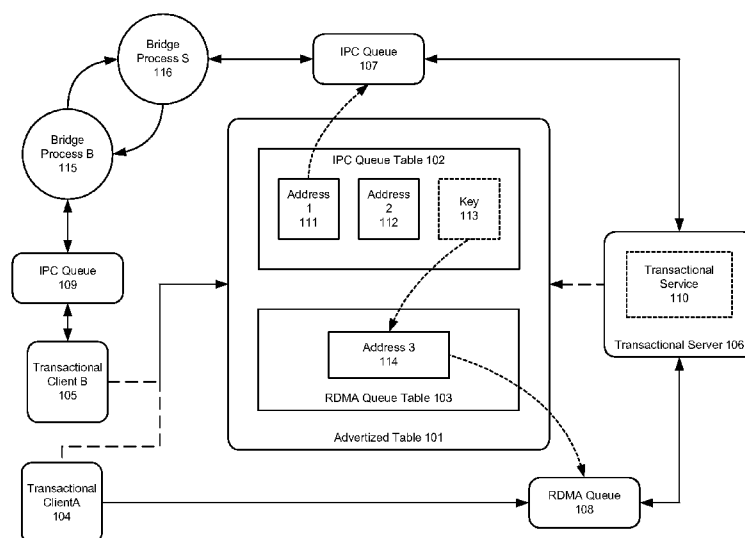 Bridge
Process S
116
IPC Queue
107
Bridge
Process B
115
IPC Queue Table 102
Address
1
111
Address
2
112
Key
113
IPC Queue
109
Transactional
Service
110
Transactional Server 106
Address 3
114
RDMA Queue Table 103
Transactional
Client B
105
Advertized Table 101
Transactional
ClientA
104
RDMA Queue
108